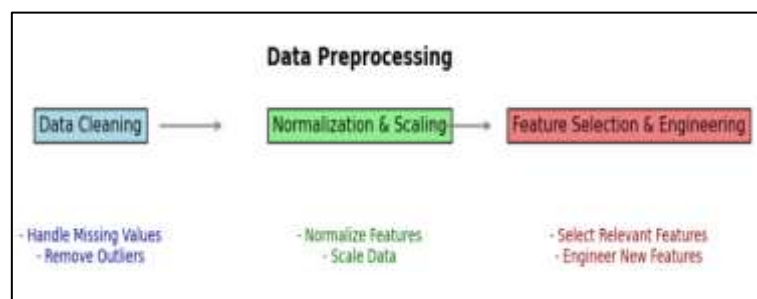 Data Preprocessing
Data Cleaning
Normalization & Scaling
Feature Selection & Engineering
- Handle Missing Values
- Remove Outliers
- Normalize Features
- Scale Data
- Select Relevant Features
- Engineer New Features